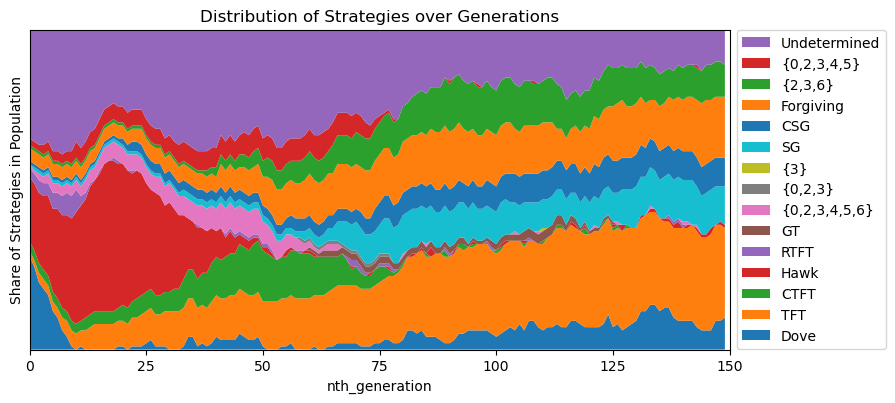 Distribution of Strategies over Generations
Share of Strategies in Population
0
25
50
75
100
125
150
nth_generation
Undetermined
{0,2,3,4,5}
{2,3,6}
Forgiving
CSG
SG
{3}
{0,2,3}
{0,2,3,4,5,6}
GT
RTFT
Hawk
CTFT
TFT
Dove